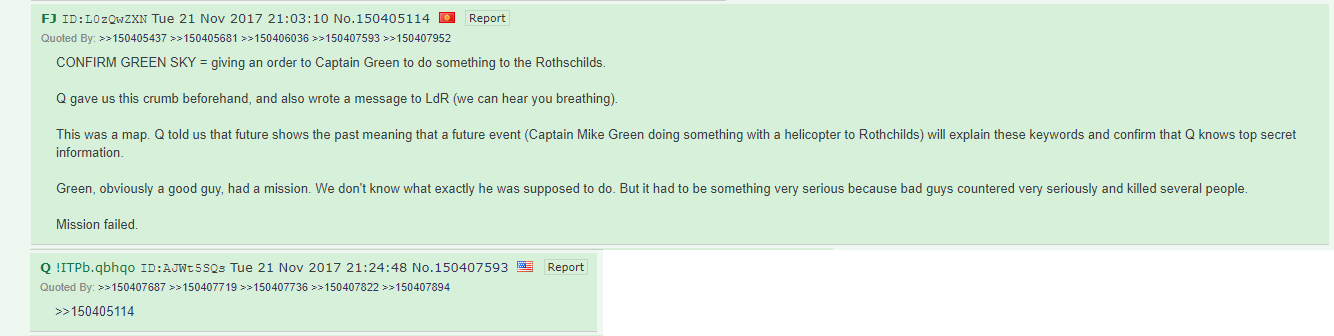 FJ ID:L0zQwZXN Tue 21 Nov 2017 21:03:10 No.150405114 Report
Quoted By: >>150405437 >>150405681 >>150406036 >>150407593 >>150407952
CONFIRM GREEN SKY = giving an order to Captain Green to do something to the Rothschilds.
Q gave us this crumb beforehand, and also wrote a message to LdR (we can hear you breathing).
This was a map. Q told us that future shows the past meaning that a future event (Captain Mike Green doing something with a helicopter to Rothchilds) will explain these keywords and confirm that Q knows top secret
information.
Green, obviously a good guy, had a mission. We don't know what exactly he was supposed to do. But it had to be something very serious because bad guys countered very seriously and killed several people.
Mission failed.
Q !ITPb.qbhqo ID:AJWt5SQs Tue 21 Nov 2017 21:24:48 No.150407593 Report
Quoted By: >>150407687 >>150407719 >>150407736 >>150407822 >>150407894
>>150405114